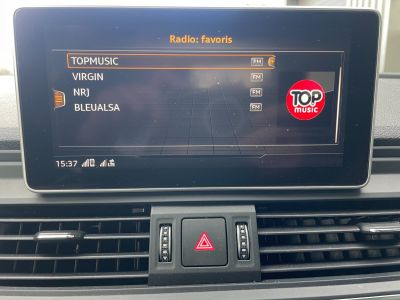 Radio: favoris
TOPMUSIC FM
VIRGIN FM
NRJ FM
BLEUALSA FM
TOP
music
15:37